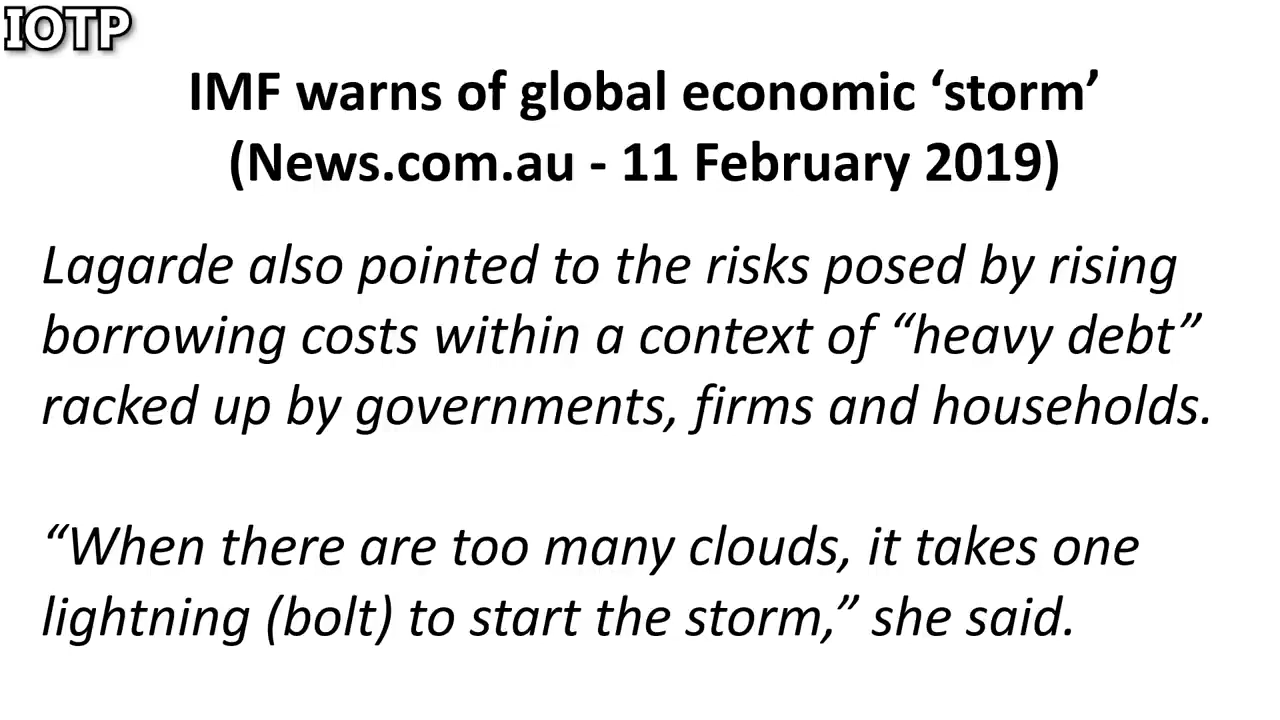 IOTP
IMF warns of global economic ‘storm’
(News.com.au - 11 February 2019)
Lagarde also pointed to the risks posed by rising
borrowing costs within a context of “heavy debt”
racked up by governments, firms and households.
“When there are too many clouds, it takes one
lightning (bolt) to start the storm,” she said.